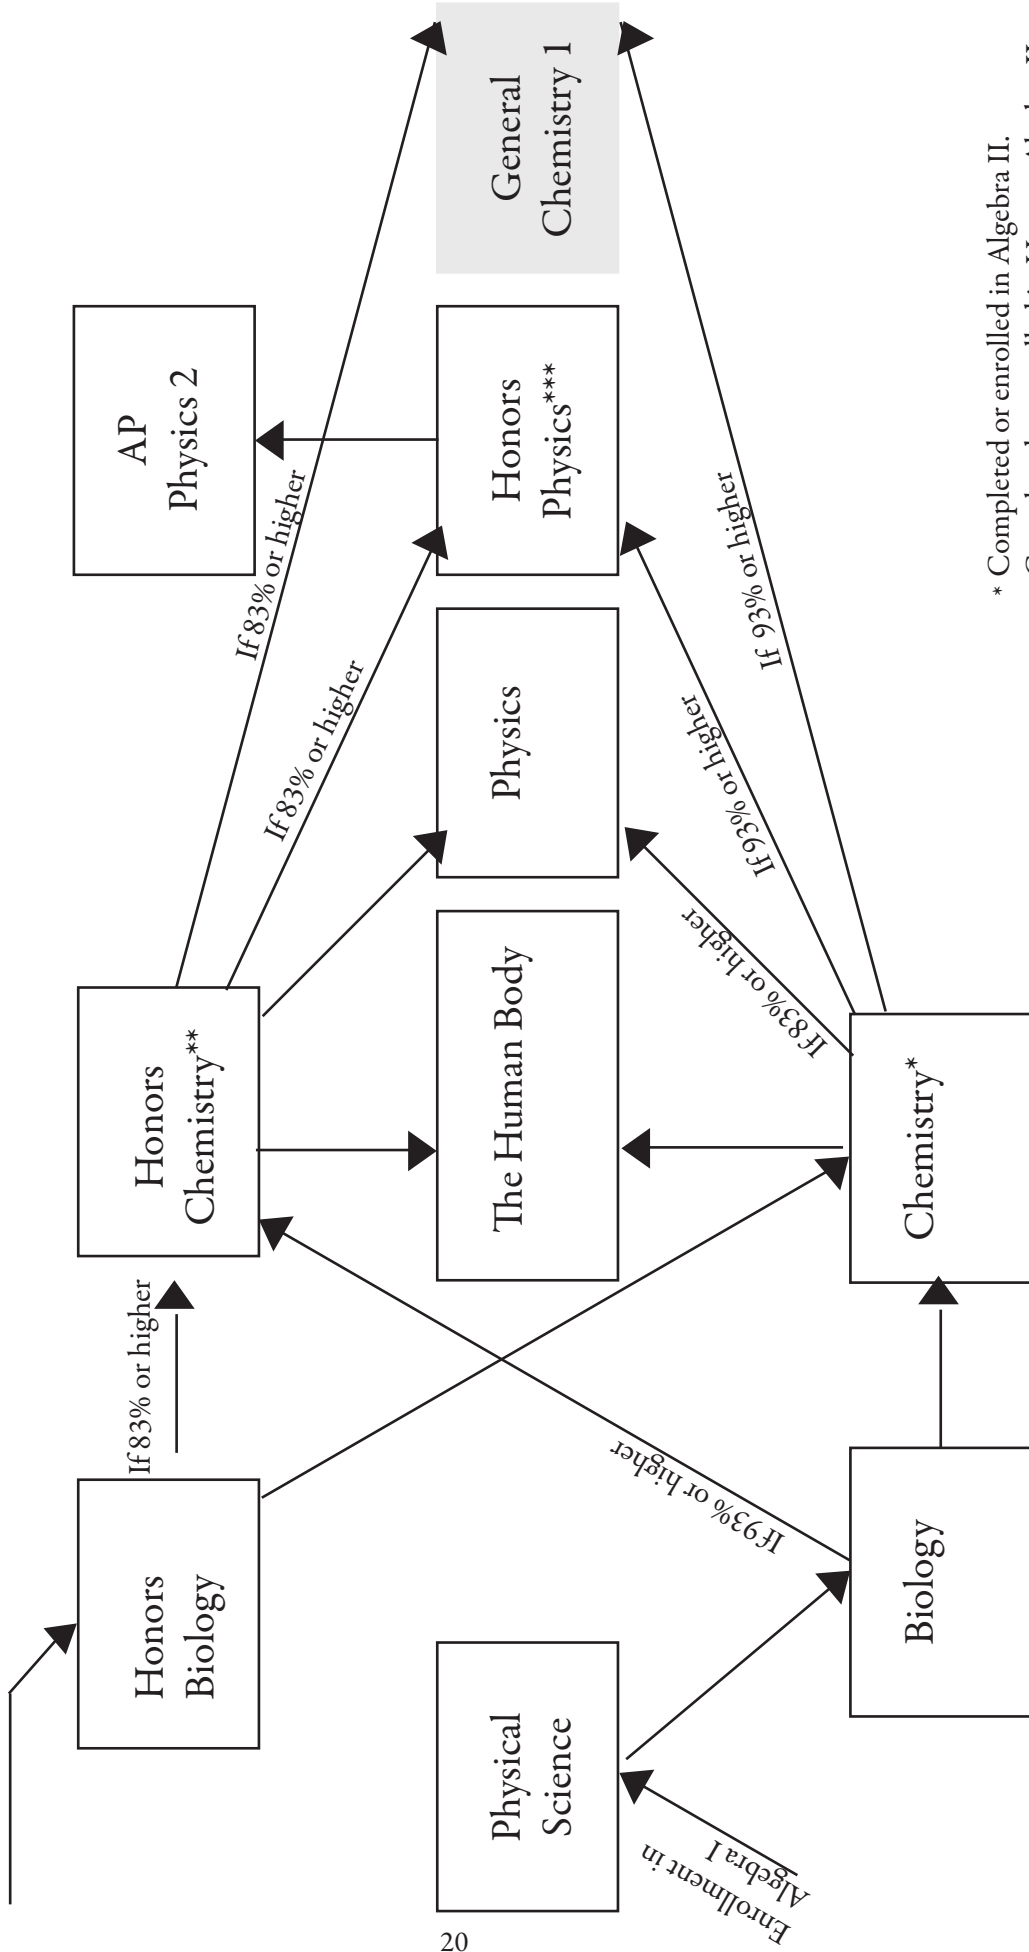 Honors
Biology
If 83% or higher
Honors
Chemistry**
If 83% or higher
If 83% or higher
AP
Physics 2
Enrollment in
Algebra I
Physical
Science
If 93% or higher
The Human Body
Physics
Honors
Physics***
General
Chemistry 1
Biology
Chemistry*
If 83% or higher
If 93% or higher
If 93% or higher
* Completed or enrolled in Algebra II.
20